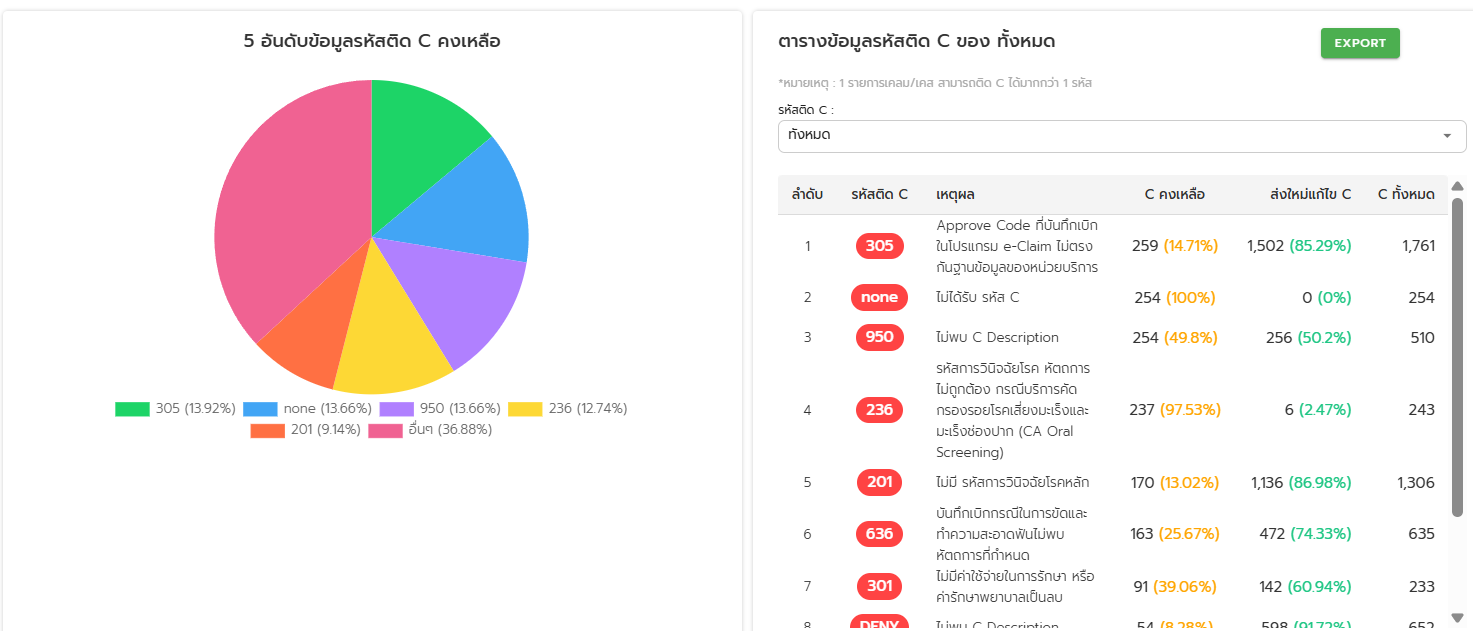 5 อันดับข้อมูลรหัสติด C คงเหลือ
305 (13.92%) none (13.66%) 950 (13.66%) 236 (12.74%)
201 (9.14%) อื่นๆ (36.88%)
ตารางข้อมูลรหัสติด C ของ ทั้งหมด
EXPORT
*หมายเหตุ : 1 รายการเคลม/เคส สามารถติด C ได้มากกว่า 1 รหัส
รหัสติด C :
ทั้งหมด
ลำดับ รหัสติด C เหตุผล C คงเหลือ ส่งใหม่แก้ไข C C ทั้งหมด
Approve Code ที่บันทึกเบิก
1 305 ในโปรแกรม e-Claim ไม่ตรง 259 (14.71%) 1,502 (85.29%) 1,761
กันฐานข้อมูลของหน่วยบริการ
2 none ไม่ได้รับ รหัส C 254 (100%) 0 (0%) 254
3 950 ไม่พบ C Description 254 (49.8%) 256 (50.2%) 510
รหัสการวินิจฉัยโรค หัตถการ
ไม่ถูกต้อง กรณีบริการคัด
4 236 กรองรอยโรคเสี่ยงมะเร็งและ 237 (97.53%) 6 (2.47%) 243
มะเร็งช่องปาก (CA Oral
Screening)
5 201 ไม่มี รหัสการวินิจฉัยโรคหลัก 170 (13.02%) 1,136 (86.98%) 1,306
บันทึกเบิกกรณีในการขัดและ
6 636 ทำความสะอาดฟันไม่พบ 163 (25.67%) 472 (74.33%) 635
หัตถการที่กำหนด
7 301 ไม่มีค่าใช้จ่ายในการรักษา หรือ 91 (39.06%) 142 (60.94%) 233
ค่ารักษาพยาบาลเป็นลบ
8 DENY ไม่พบ C Description 54 (8.28%) 598 (91.72%) 652